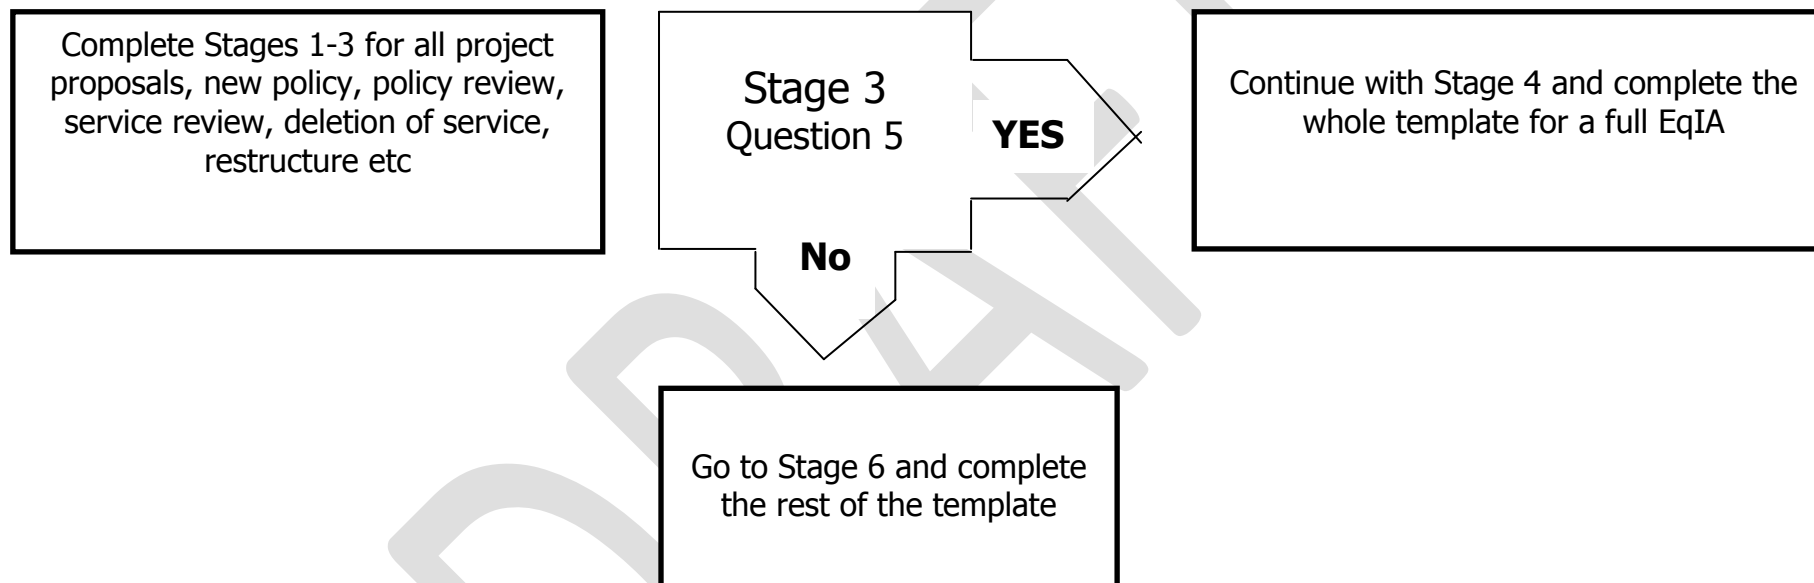 Complete Stages 1-3 for all project
proposals, new policy, policy review,
service review, deletion of service,
restructure etc
Stage 3
Question 5
YES
No
Continue with Stage 4 and complete the
whole template for a full EqIA
Go to Stage 6 and complete
the rest of the template